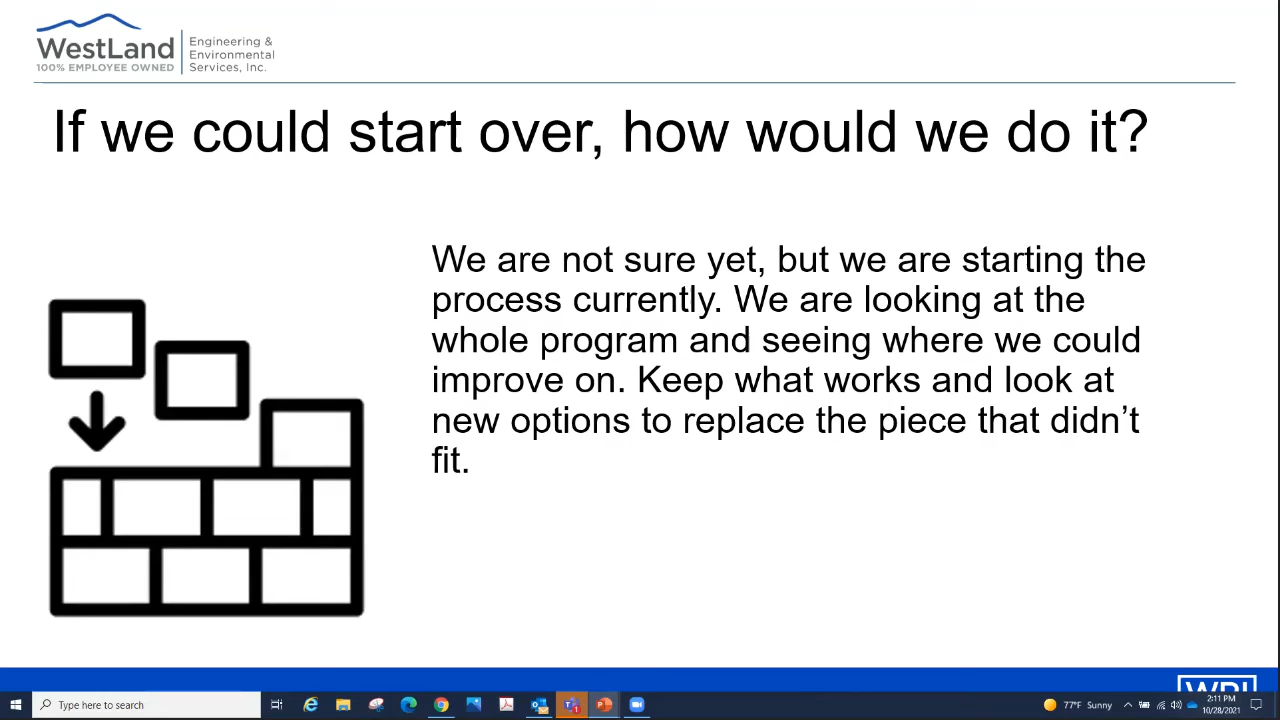 WestLand
100% EMPLOYEE OWNED
Engineering &
Environmental
Services, Inc.
If we could start over, how would we do it?
We are not sure yet, but we are starting the
process currently. We are looking at the
whole program and seeing where we could
improve on. Keep what works and look at
new options to replace the piece that didn’t
fit.
Type here to search
77°F Sunny
2:11 PM
10/28/2021